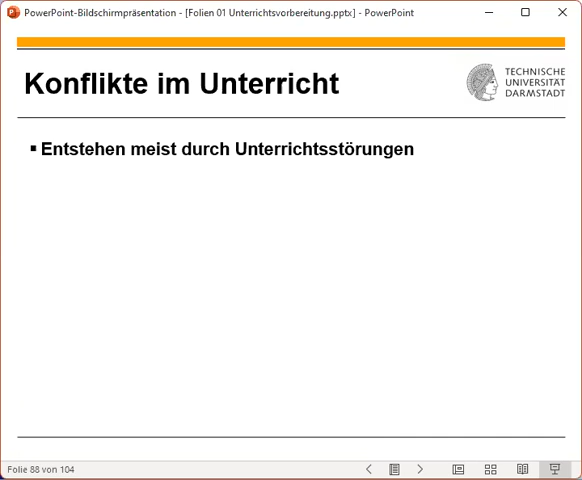 PowerPoint-Bildschirmpräsentation - [Folien 01 Unterrichtsvorbereitung.pptx] - PowerPoint
Konflikte im Unterricht
TECHNISCHE
UNIVERSITÄT
DARMSTADT
▪ Entstehen meist durch Unterrichtsstörungen
Folie 88 von 104